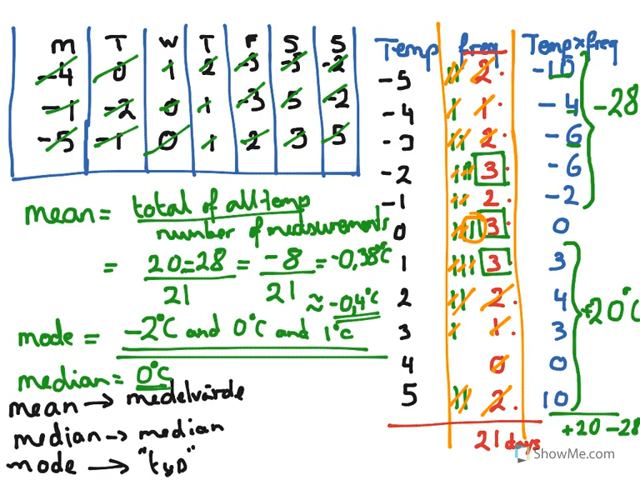 M T W T F S S
-4 0 1 2 -3 -3 -2
-1 -2 0 1 -3 5 -2
-5 -1 0 1 2 3 5
Temp freq Temp×freq
-5 2 -10
-4 1 -4
-3 2 -6
-2 3 -6
-1 2 -2
0 3 0
1 3 3
2 2 4
3 1 3
4 0 0
5 2 10
21 days +20-28
-28
+20°C
mean = total of all temp
number of measurements
= 20-28 = -8 = -0,38°C
21 21 ≈ -0,4°C
mode = -2°C and 0°C and 1°C
median = 0°C
mean → medelvärde
median → median
mode → "typ"
ShowMe.com